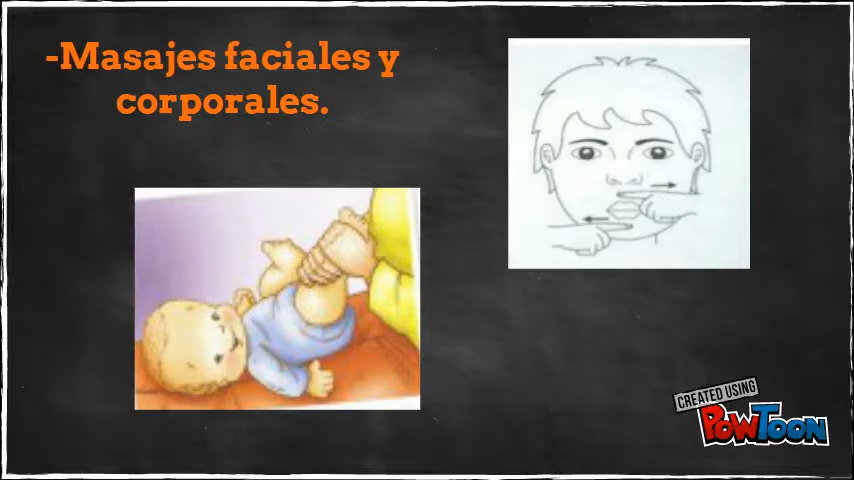 -Masajes faciales y
corporales.
CREATED USING
POWTOON